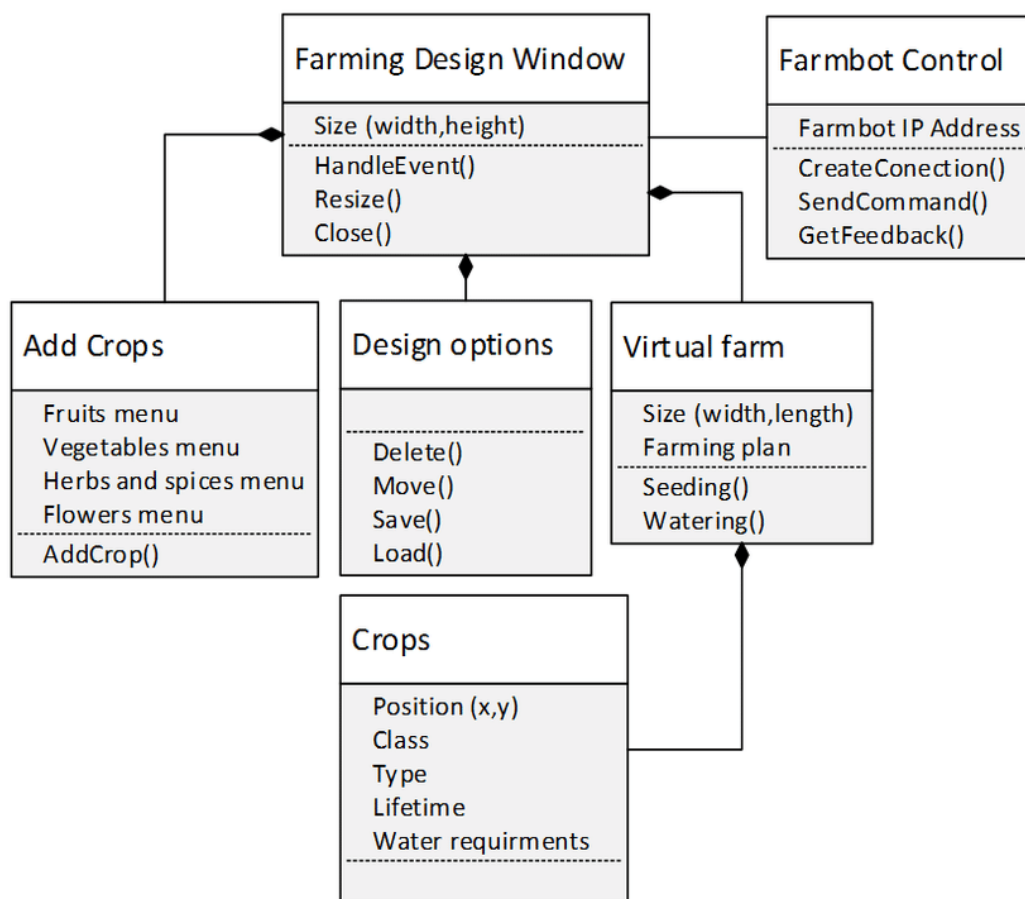 Farming Design Window
Size (width,height)
HandleEvent()
Resize()
Close()
Farmbot Control
Farmbot IP Address
CreateConection()
SendCommand()
GetFeedback()
Add Crops
Fruits menu
Vegetables menu
Herbs and spices menu
Flowers menu
AddCrop()
Design options
Delete()
Move()
Save()
Load()
Virtual farm
Size (width,length)
Farming plan
Seeding()
Watering()
Crops
Position (x,y)
Class
Type
Lifetime
Water requirments